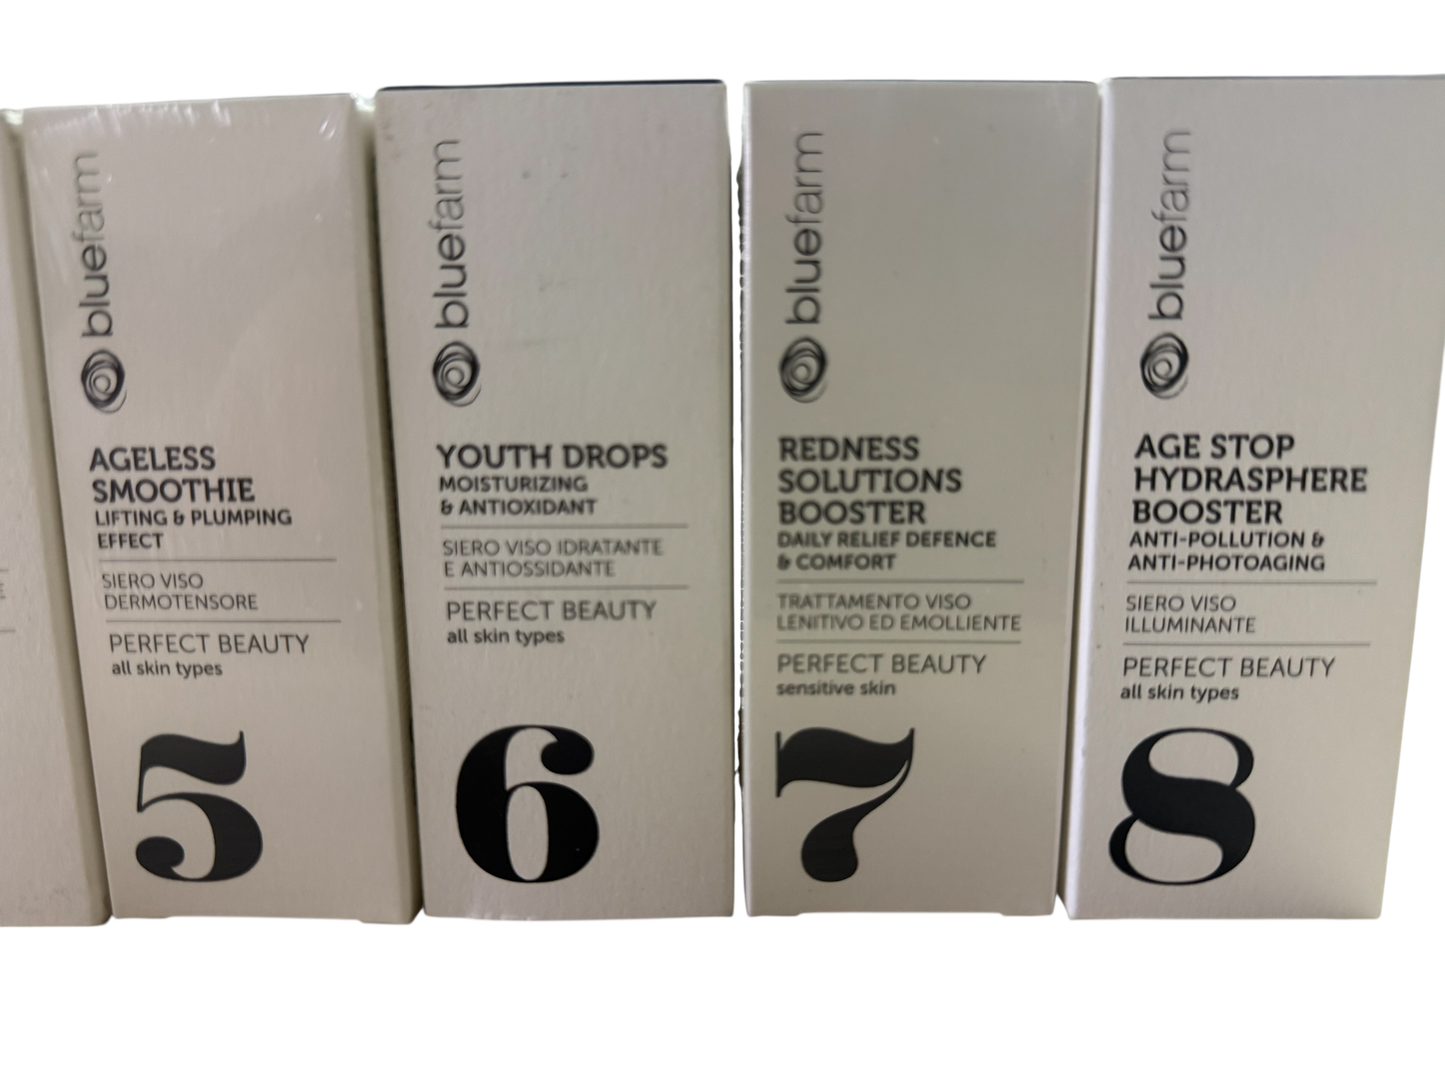 bluefarm
AGELESS
SMOOTHIE
LIFTING & PLUMPING
EFFECT
SIERO VISO
DERMOTENSORE
PERFECT BEAUTY
all skin types
5
bluefarm
YOUTH DROPS
MOISTURIZING
& ANTIOXIDANT
SIERO VISO IDRATANTE
E ANTIOSSIDANTE
PERFECT BEAUTY
all skin types
6
bluefarm
REDNESS
SOLUTIONS
BOOSTER
DAILY RELIEF DEFENCE
& COMFORT
TRATTAMENTO VISO
LENITIVO ED EMOLLIENTE
PERFECT BEAUTY
sensitive skin
7
bluefarm
AGE STOP
HYDRASPHERE
BOOSTER
ANTI-POLLUTION &
ANTI-PHOTOAGING
SIERO VISO
ILLUMINANTE
PERFECT BEAUTY
all skin types
8